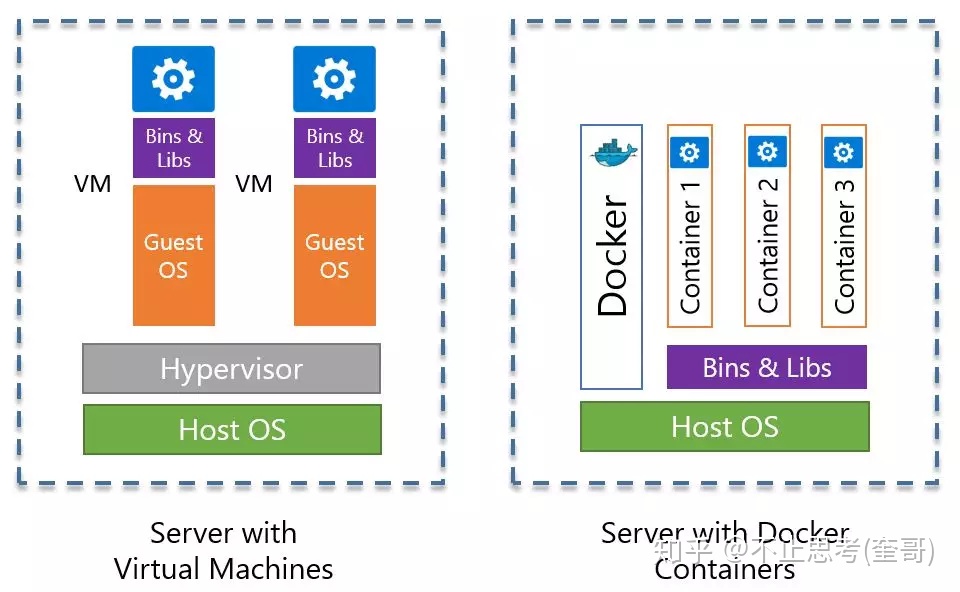 Bins &
Libs
VM
Guest
OS
Bins &
Libs
VM
Guest
OS
Hypervisor
Host OS
Server with
Virtual Machines
Docker
Container 1
Container 2
Container 3
Bins & Libs
Host OS
Server with Docker
Containers
知乎 @不止思考(奎哥)